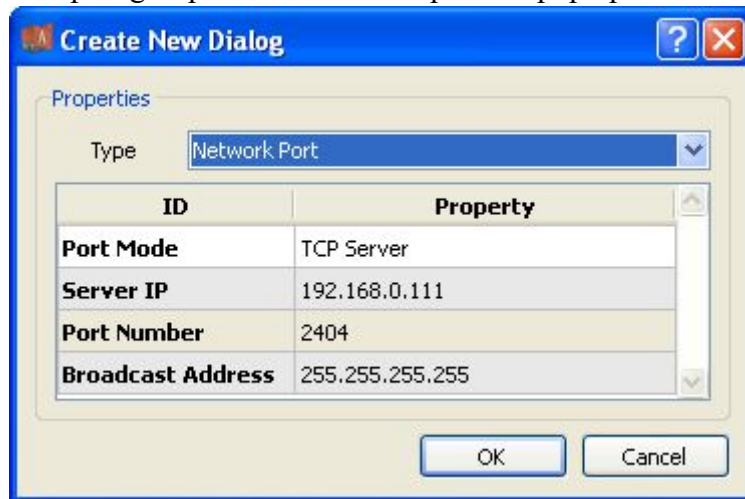 Create New Dialog
Properties
Type Network Port
ID Property
Port Mode TCP Server
Server IP 192.168.0.111
Port Number 2404
Broadcast Address 255.255.255.255
OK Cancel